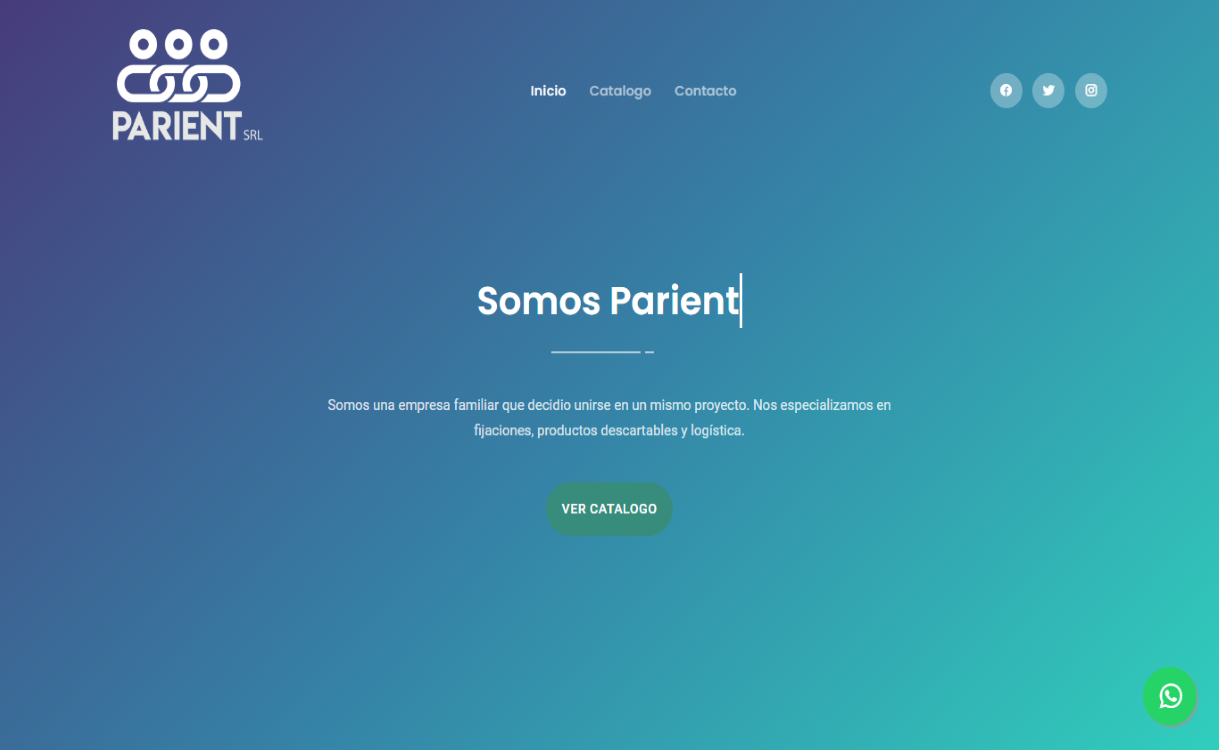 PARIENT SRL
Inicio Catalogo Contacto
Somos Parient
Somos una empresa familiar que decidio unirse en un mismo proyecto. Nos especializamos en
fijaciones, productos descartables y logística.
VER CATALOGO